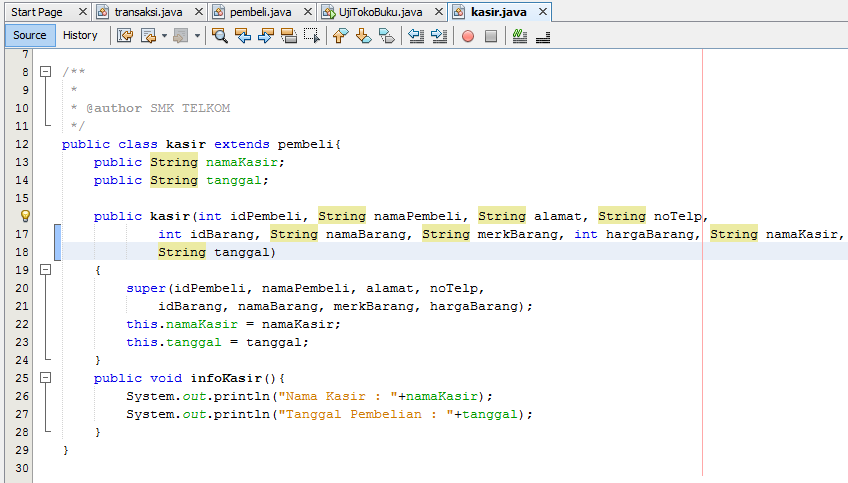 Start Page transaksi.java pembeli.java UjiTokoBuku.java kasir.java
Source History
7
8 /**
9 *
10 * @author SMK TELKOM
11 */
12 public class kasir extends pembeli{
13 public String namaKasir;
14 public String tanggal;
15
public kasir(int idPembeli, String namaPembeli, String alamat, String noTelp,
17 int idBarang, String namaBarang, String merkBarang, int hargaBarang, String namaKasir,
18 String tanggal)
19 {
20 super(idPembeli, namaPembeli, alamat, noTelp,
21 idBarang, namaBarang, merkBarang, hargaBarang);
22 this.namaKasir = namaKasir;
23 this.tanggal = tanggal;
24 }
25 public void infoKasir(){
26 System.out.println("Nama Kasir : "+namaKasir);
27 System.out.println("Tanggal Pembelian : "+tanggal);
28 }
29 }
30